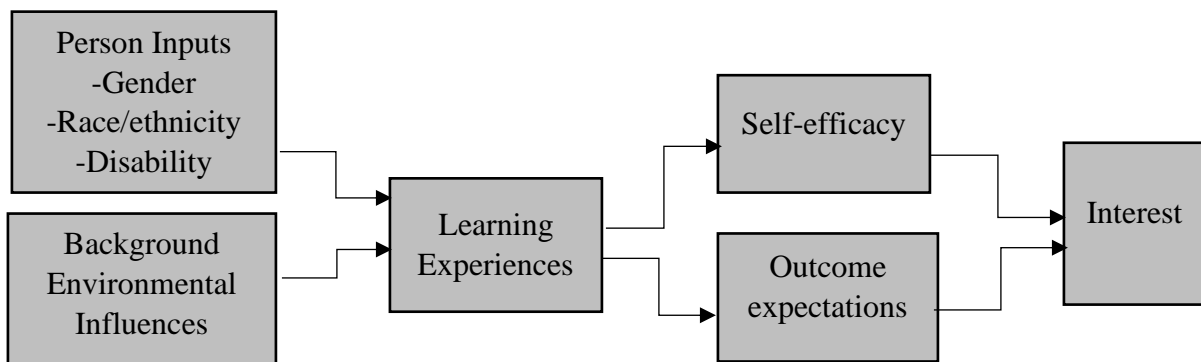 Person Inputs
-Gender
-Race/ethnicity
-Disability
Background
Environmental
Influences
Learning
Experiences
Self-efficacy
Outcome
expectations
Interest